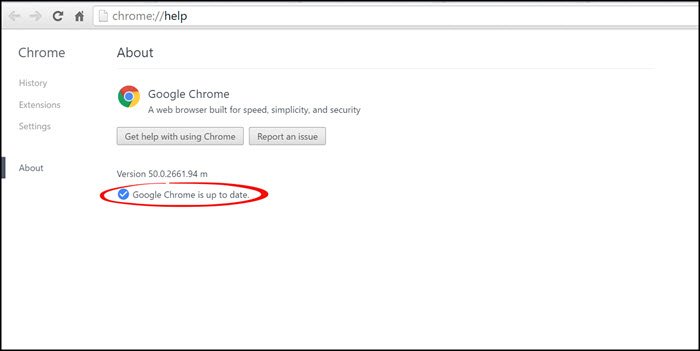 chrome://help
Chrome
History
Extensions
Settings
About
About
Google Chrome
A web browser built for speed, simplicity, and security
Get help with using Chrome
Report an issue
Version 50.0.2661.94 m
Google Chrome is up to date.